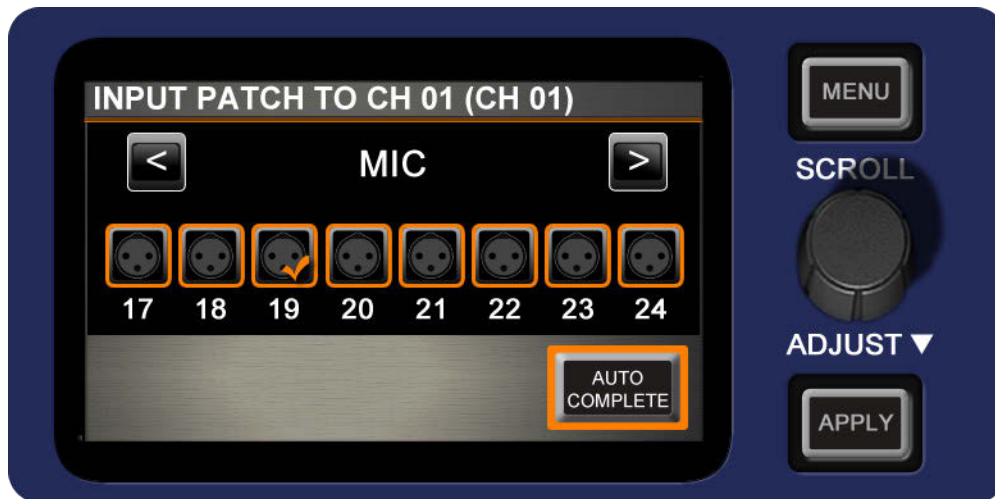 INPUT PATCH TO CH 01 (CH 01)
<
MIC
>
17 18 19 20 21 22 23 24
AUTO
COMPLETE
MENU
SCROLL
ADJUST ▼
APPLY